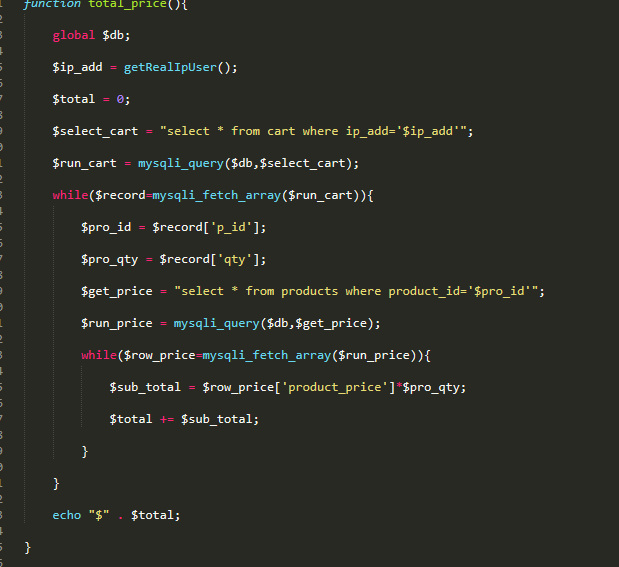 function total_price(){
global $db;
$ip_add = getRealIpUser();
$total = 0;
$select_cart = "select * from cart where ip_add='$ip_add'";
$run_cart = mysqli_query($db,$select_cart);
while($record=mysqli_fetch_array($run_cart)){
$pro_id = $record['p_id'];
$pro_qty = $record['qty'];
$get_price = "select * from products where product_id='$pro_id'";
$run_price = mysqli_query($db,$get_price);
while($row_price=mysqli_fetch_array($run_price)){
$sub_total = $row_price['product_price']*$pro_qty;
$total += $sub_total;
}
}
echo "$" . $total;
}